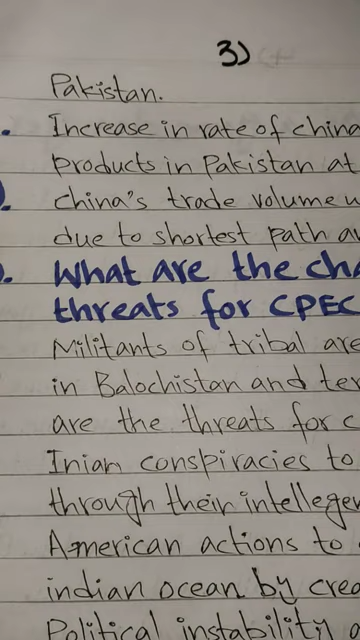 3)
Pakistan.
Increase in rate of china
products in Pakistan at
china's trade volume
due to shortest path
What are the
threats for CPEC
Militants of tribal are
in Balochistan and ter
are the threats for c
Iniam conspiracies to
through their intelleger
American actions to
indian ocean by crea
Political instability